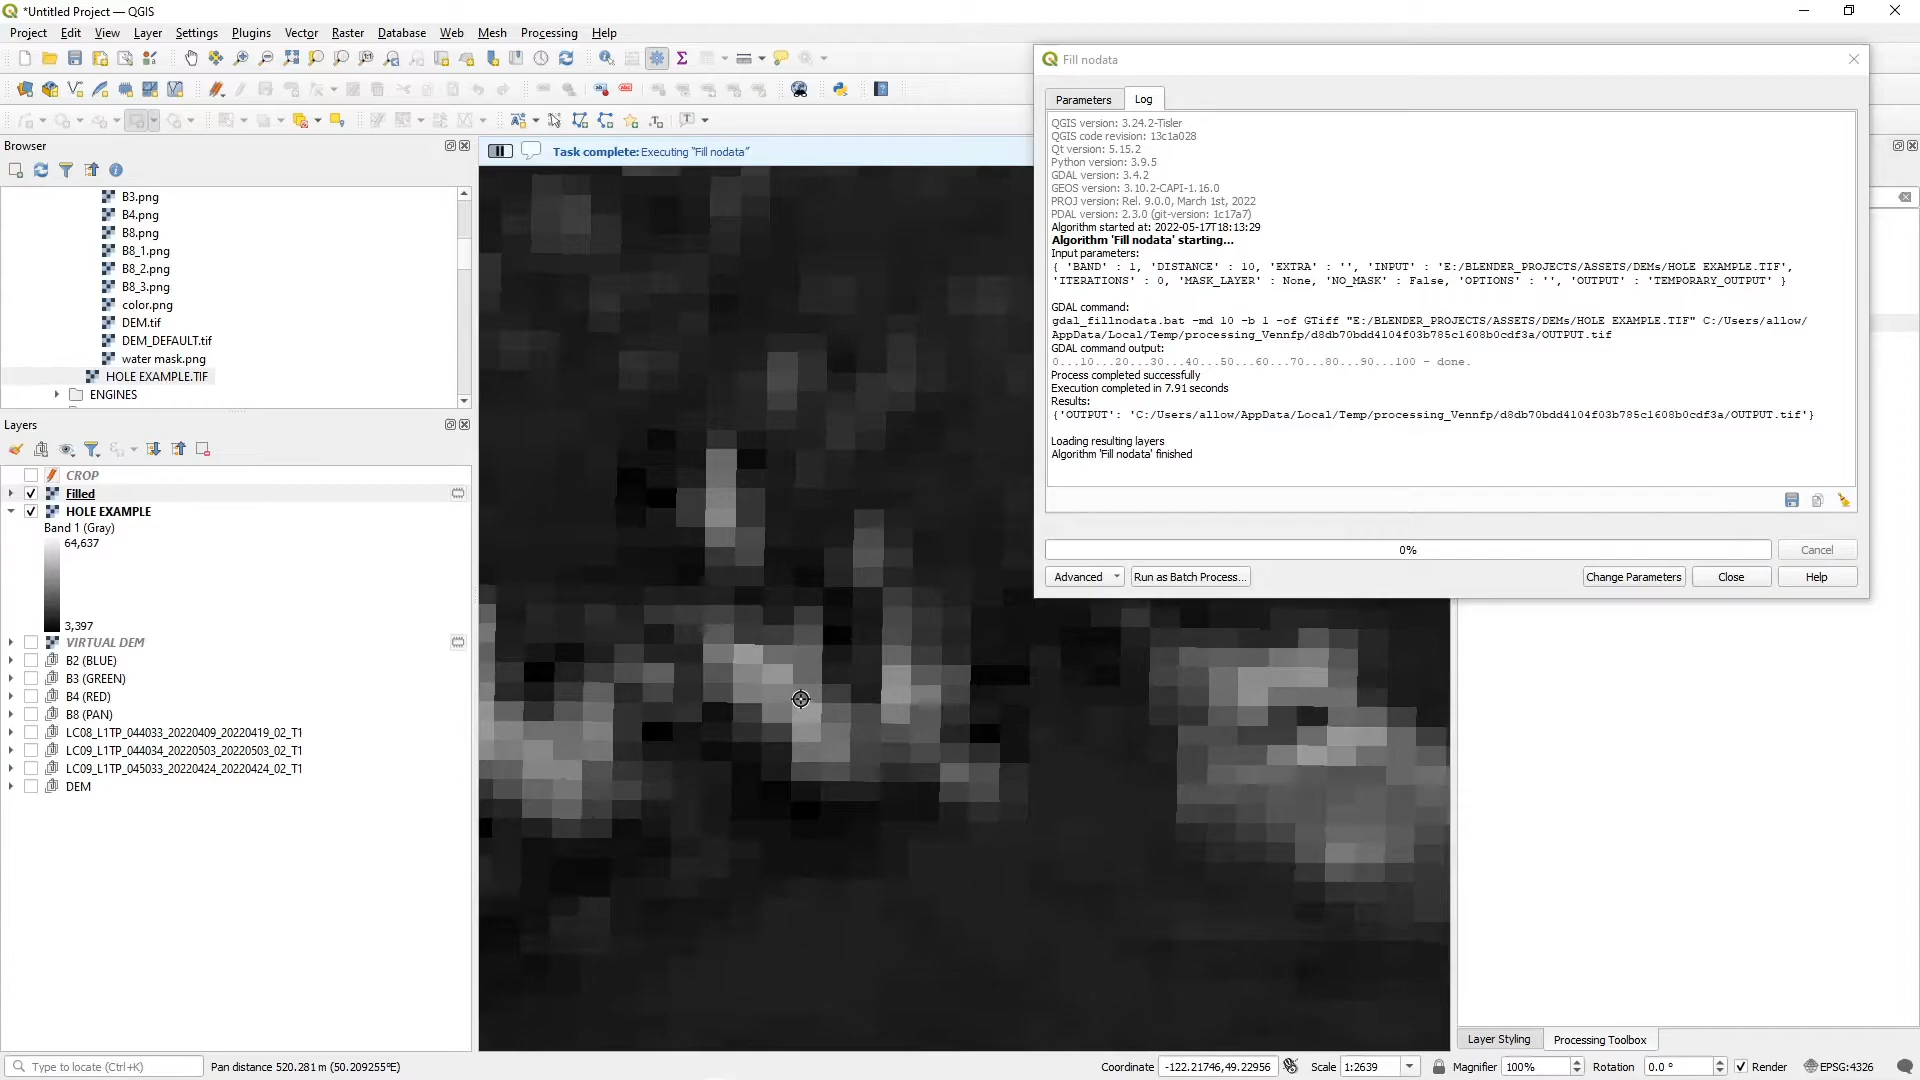 *Untitled Project — QGIS
Project Edit View Layer Settings Plugins Vector Raster Database Web Mesh Processing Help
Browser
B3.png
B4.png
B8.png
B8_1.png
B8_2.png
B8_3.png
color.png
DEM.tif
DEM_DEFAULT.tif
water mask.png
HOLE EXAMPLE.TIF
ENGINES
Layers
CROP
Filled
HOLE EXAMPLE
Band 1 (Gray)
64,637
3,397
VIRTUAL DEM
B2 (BLUE)
B3 (GREEN)
B4 (RED)
B8 (PAN)
LC08_L1TP_044033_20220409_20220419_02_T1
LC09_L1TP_044034_20220503_20220503_02_T1
LC09_L1TP_045033_20220424_20220424_02_T1
DEM
Task complete: Executing “Fill nodata”
Fill nodata
Parameters Log
QGIS version: 3.24.2-Tisler
QGIS code revision: 13c1a028
Qt version: 5.15.2
Python version: 3.9.5
GDAL version: 3.4.2
GEOS version: 3.10.2-CAPI-1.16.0
PROJ version: Rel. 9.0.0, March 1st, 2022
PDAL version: 2.3.0 (git-version: 1c17a7)
Algorithm started at: 2022-05-17T18:13:29
Algorithm 'Fill nodata' starting...
Input parameters:
{ 'BAND' : 1, 'DISTANCE' : 10, 'EXTRA' : '', 'INPUT' : 'E:/BLENDER_PROJECTS/ASSETS/DEMs/HOLE EXAMPLE.TIF',
'ITERATIONS' : 0, 'MASK_LAYER' : None, 'NO_MASK' : False, 'OPTIONS' : '', 'OUTPUT' : 'TEMPORARY_OUTPUT' }
GDAL command:
gdal_fillnodata.bat -md 10 -b 1 -of GTiff "E:/BLENDER_PROJECTS/ASSETS/DEMs/HOLE EXAMPLE.TIF" C:/Users/allow/
AppData/Local/Temp/processing_Vennfp/d8db70bdd4104f03b785c1608b0cdf3a/OUTPUT.tif
GDAL command output:
0...10...20...30...40...50...60...70...80...90...100 - done.
Process completed successfully
Execution completed in 7.91 seconds
Results:
{'OUTPUT': 'C:/Users/allow/AppData/Local/Temp/processing_Vennfp/d8db70bdd4104f03b785c1608b0cdf3a/OUTPUT.tif'}
Loading resulting layers
Algorithm 'Fill nodata' finished
0%
Cancel
Advanced Run as Batch Process... Change Parameters Close Help
Layer Styling Processing Toolbox
Type to locate (Ctrl+K) Pan distance 520.281 m (50.209255°E) Coordinate -122.21746,49.22956 Scale 1:2639 Magnifier 100% Rotation 0.0 ° Render EPSG:4326